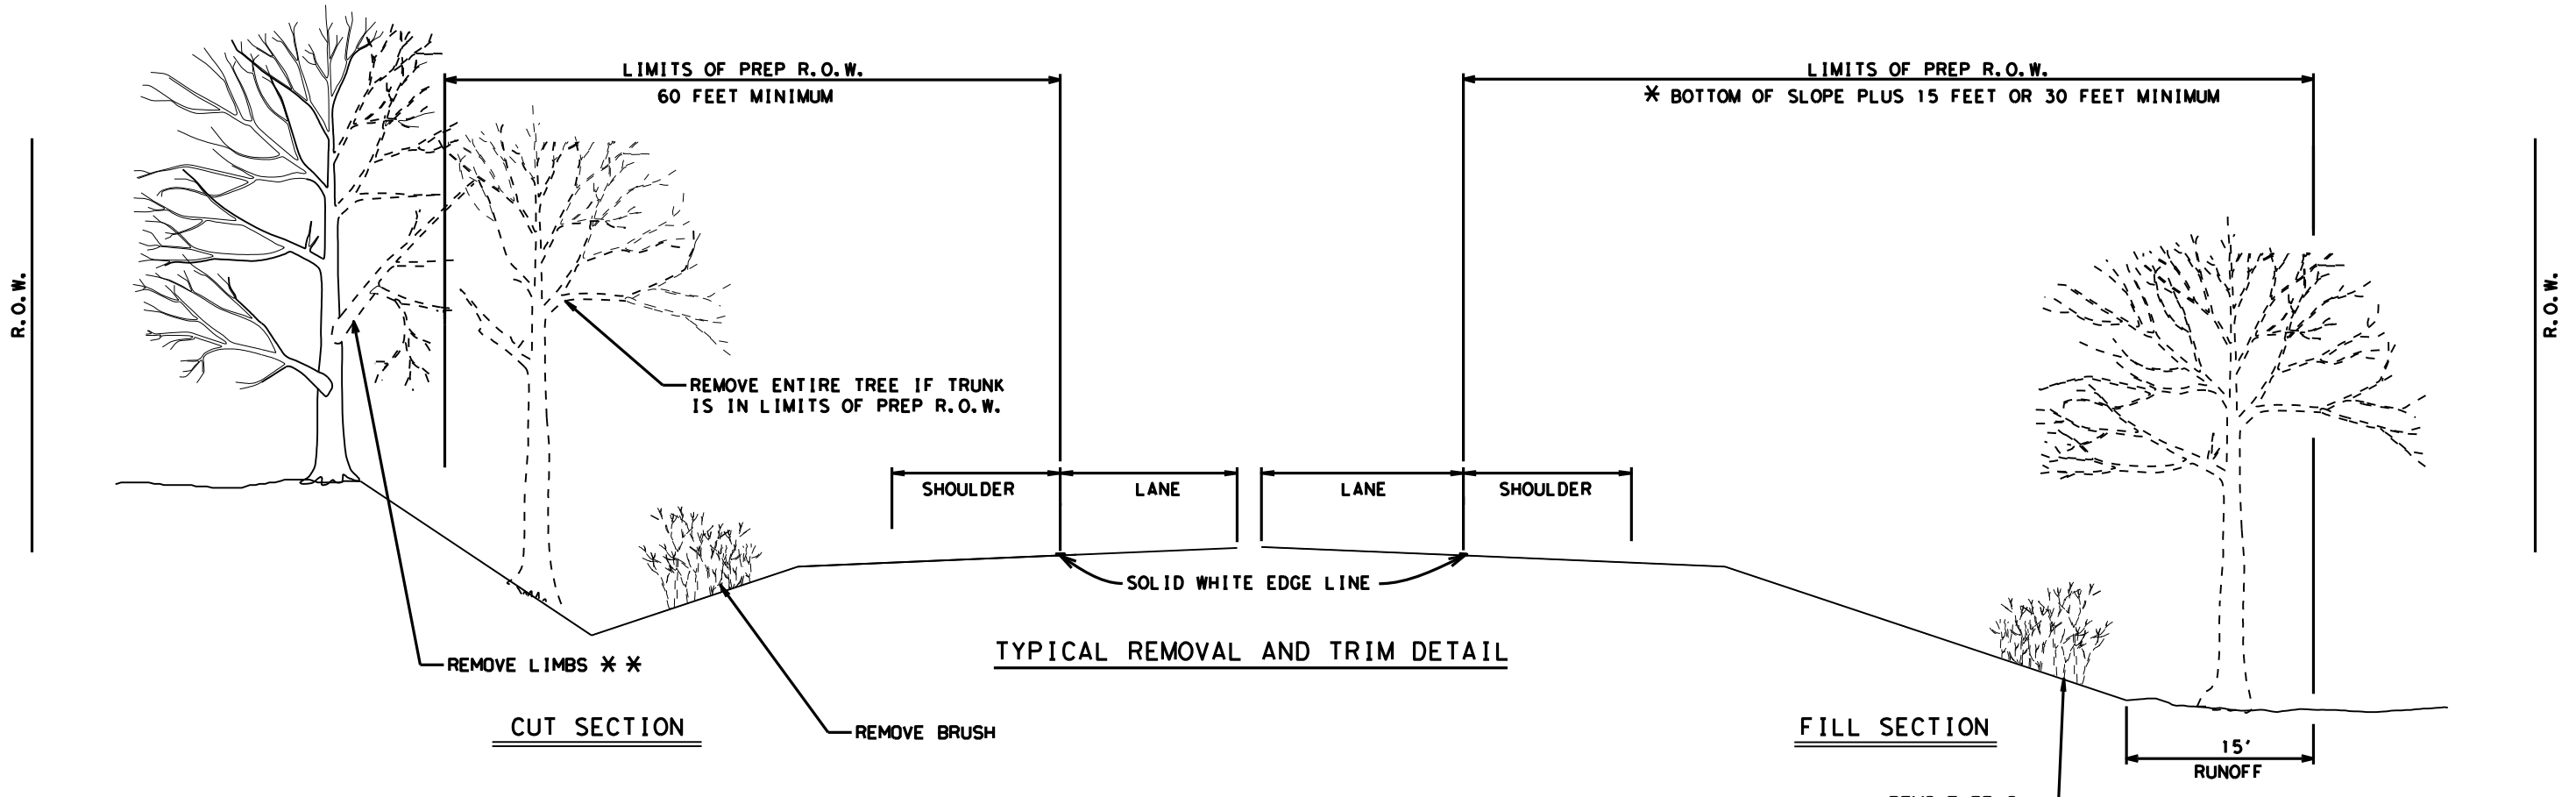 LIMITS OF PREP R.O.W.
60 FEET MINIMUM
LIMITS OF PREP R.O.W.
* BOTTOM OF SLOPE PLUS 15 FEET OR 30 FEET MINIMUM
R.O.W.
R.O.W.
REMOVE ENTIRE TREE IF TRUNK
IS IN LIMITS OF PREP R.O.W.
SHOULDER
LANE
LANE
SHOULDER
SOLID WHITE EDGE LINE
TYPICAL REMOVAL AND TRIM DETAIL
REMOVE LIMBS * *
CUT SECTION
REMOVE BRUSH
FILL SECTION
15'
RUNOFF